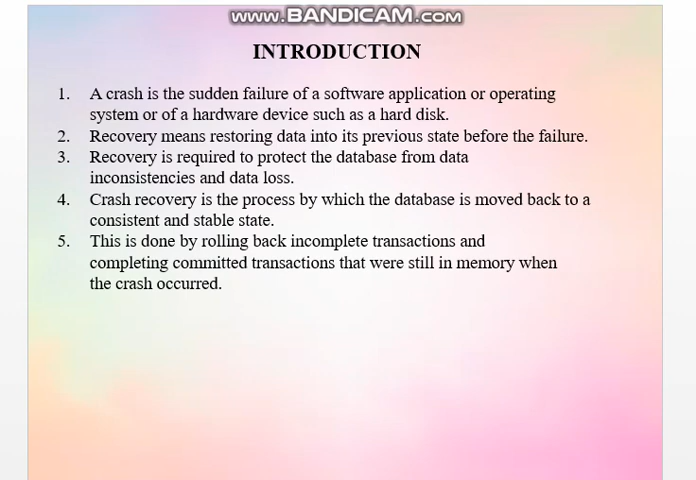 www.BANDICAM.com
INTRODUCTION
1. A crash is the sudden failure of a software application or operating
system or of a hardware device such as a hard disk.
2. Recovery means restoring data into its previous state before the failure.
3. Recovery is required to protect the database from data
inconsistencies and data loss.
4. Crash recovery is the process by which the database is moved back to a
consistent and stable state.
5. This is done by rolling back incomplete transactions and
completing committed transactions that were still in memory when
the crash occurred.